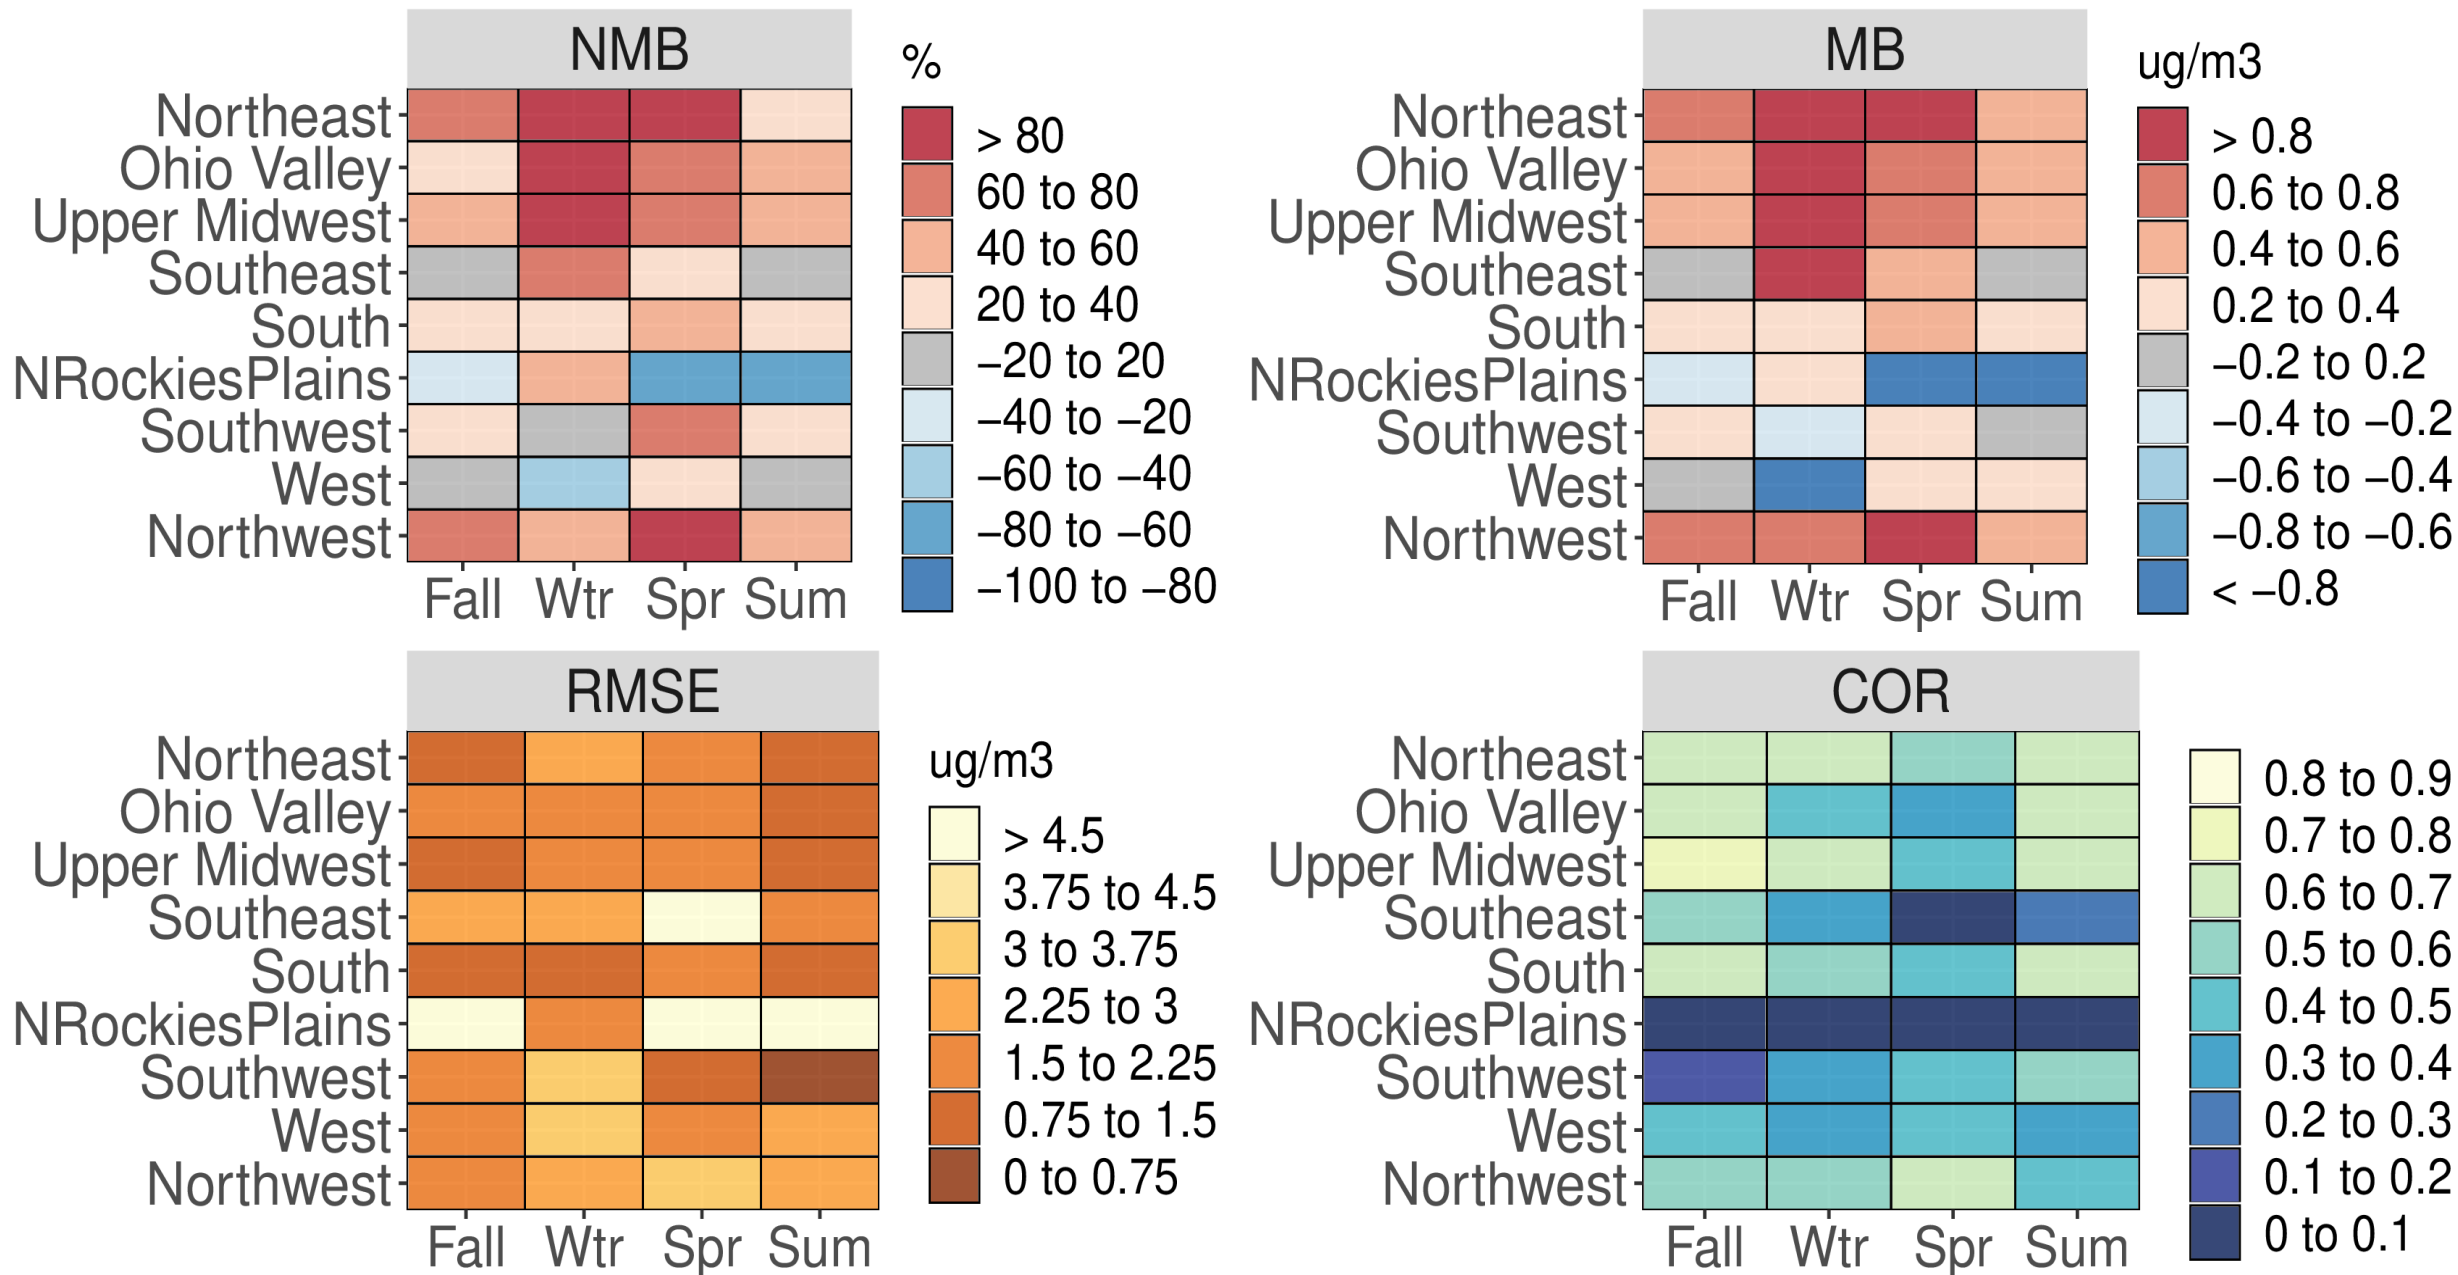 NMB
Northeast
Ohio Valley
Upper Midwest
Southeast
South
NRockiesPlains
Southwest
West
Northwest
Fall Wtr Spr Sum
%
> 80
60 to 80
40 to 60
20 to 40
−20 to 20
−40 to −20
−60 to −40
−80 to −60
−100 to −80
MB
Northeast
Ohio Valley
Upper Midwest
Southeast
South
NRockiesPlains
Southwest
West
Northwest
Fall Wtr Spr Sum
ug/m3
> 0.8
0.6 to 0.8
0.4 to 0.6
0.2 to 0.4
−0.2 to 0.2
−0.4 to −0.2
−0.6 to −0.4
−0.8 to −0.6
< −0.8
RMSE
Northeast
Ohio Valley
Upper Midwest
Southeast
South
NRockiesPlains
Southwest
West
Northwest
Fall Wtr Spr Sum
ug/m3
> 4.5
3.75 to 4.5
3 to 3.75
2.25 to 3
1.5 to 2.25
0.75 to 1.5
0 to 0.75
COR
Northeast
Ohio Valley
Upper Midwest
Southeast
South
NRockiesPlains
Southwest
West
Northwest
Fall Wtr Spr Sum
0.8 to 0.9
0.7 to 0.8
0.6 to 0.7
0.5 to 0.6
0.4 to 0.5
0.3 to 0.4
0.2 to 0.3
0.1 to 0.2
0 to 0.1